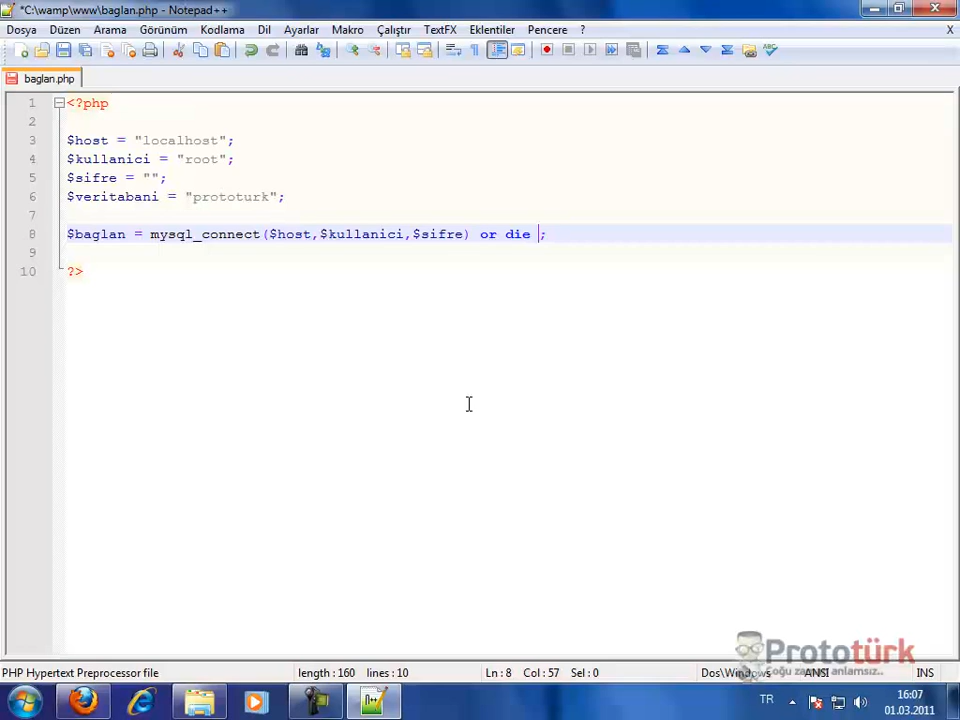 *C:\wamp\www\baglan.php - Notepad++
Dosya Düzen Arama Görünüm Kodlama Dil Ayarlar Makro Çalıştır TextFX Eklentiler Pencere ? X
baglan.php
1 <?php
2
3 $host = "localhost";
4 $kullanici = "root";
5 $sifre = "";
6 $veritabani = "prototurk";
7
8 $baglan = mysql_connect($host,$kullanici,$sifre) or die ;
9
10 ?>
Prototürk
Çoğu zaman anlamsız..
PHP Hypertext Preprocessor file length : 160 lines : 10 Ln : 8 Col : 57 Sel : 0 Dos\Windows ANSI INS
TR 16:07
01.03.2011